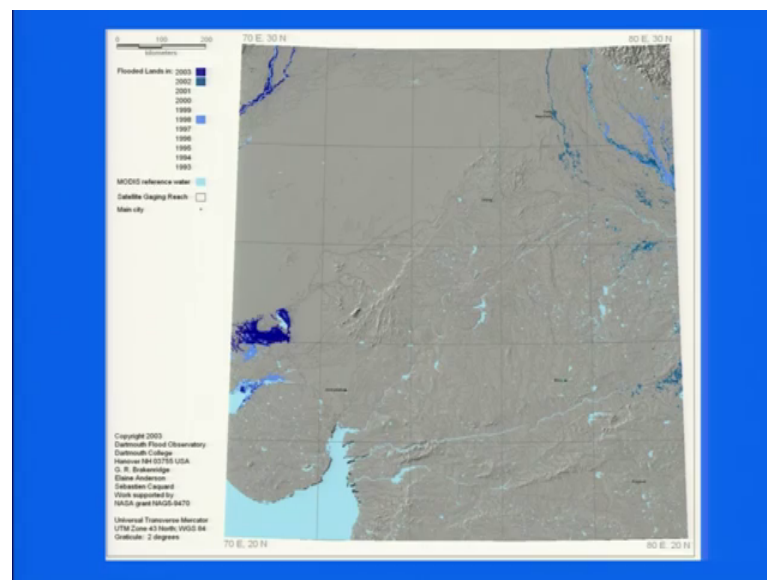 0 100 200
kilometers
70 E, 30 N
80 E, 30 N
Flooded Lands in: 2003
2002
2001
2000
1999
1998
1997
1996
1995
1994
1993
MODIS reference water
Satellite Gaging Reach
Main city
Copyright 2003
Dartmouth Flood Observatory
Dartmouth College
Hanover NH 03755 USA
G. R. Brakenridge
Elaine Anderson
Sebastien Caquard
Work supported by
NASA grant NAG5-9470
Universal Transverse Mercator
UTM Zone 43 North; WGS 84
Graticule: 2 degrees
70 E, 20 N
80 E, 20 N